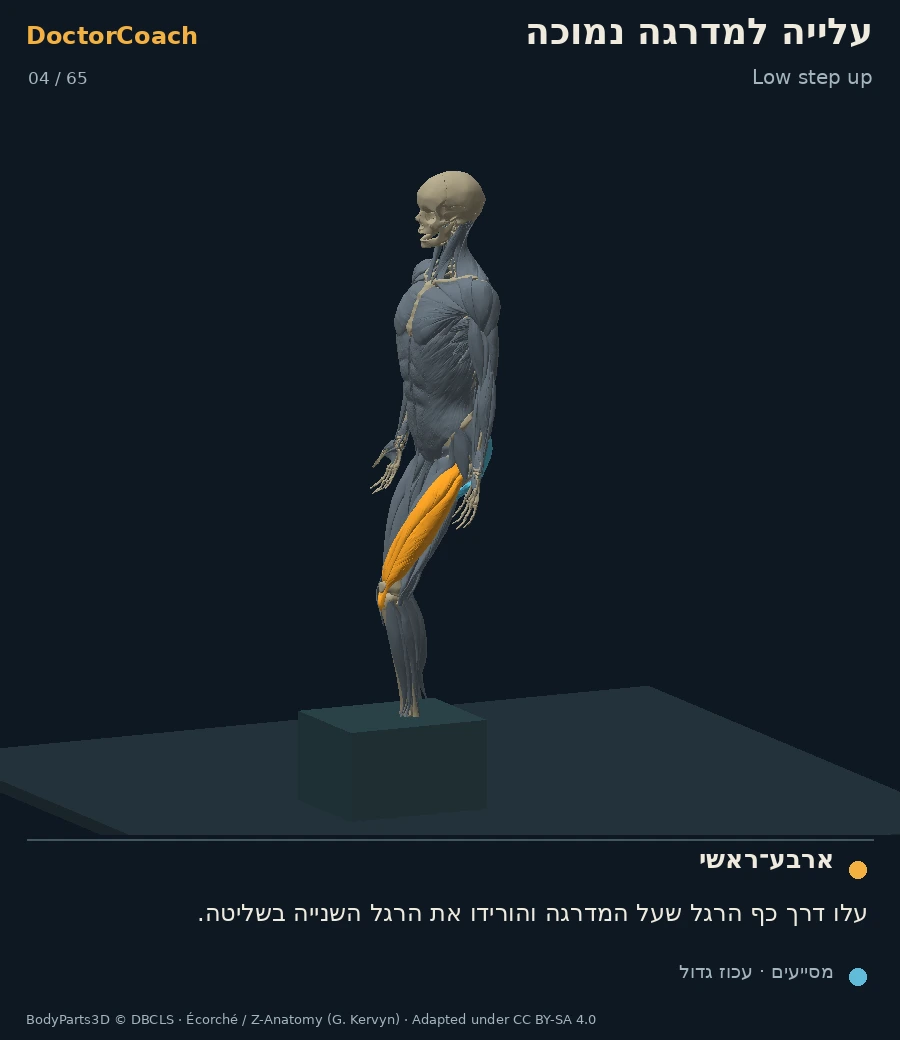 DoctorCoach
עלייה למדרגה נמוכה
04 / 65
Low step up
ארבע־ראשי
עלו דרך כף הרגל שעל המדרגה והורידו את הרגל השנייה בשליטה.
מסייעים · עכוז גדול
BodyParts3D © DBCLS · Écorché / Z-Anatomy (G. Kervyn) · Adapted under CC BY-SA 4.0